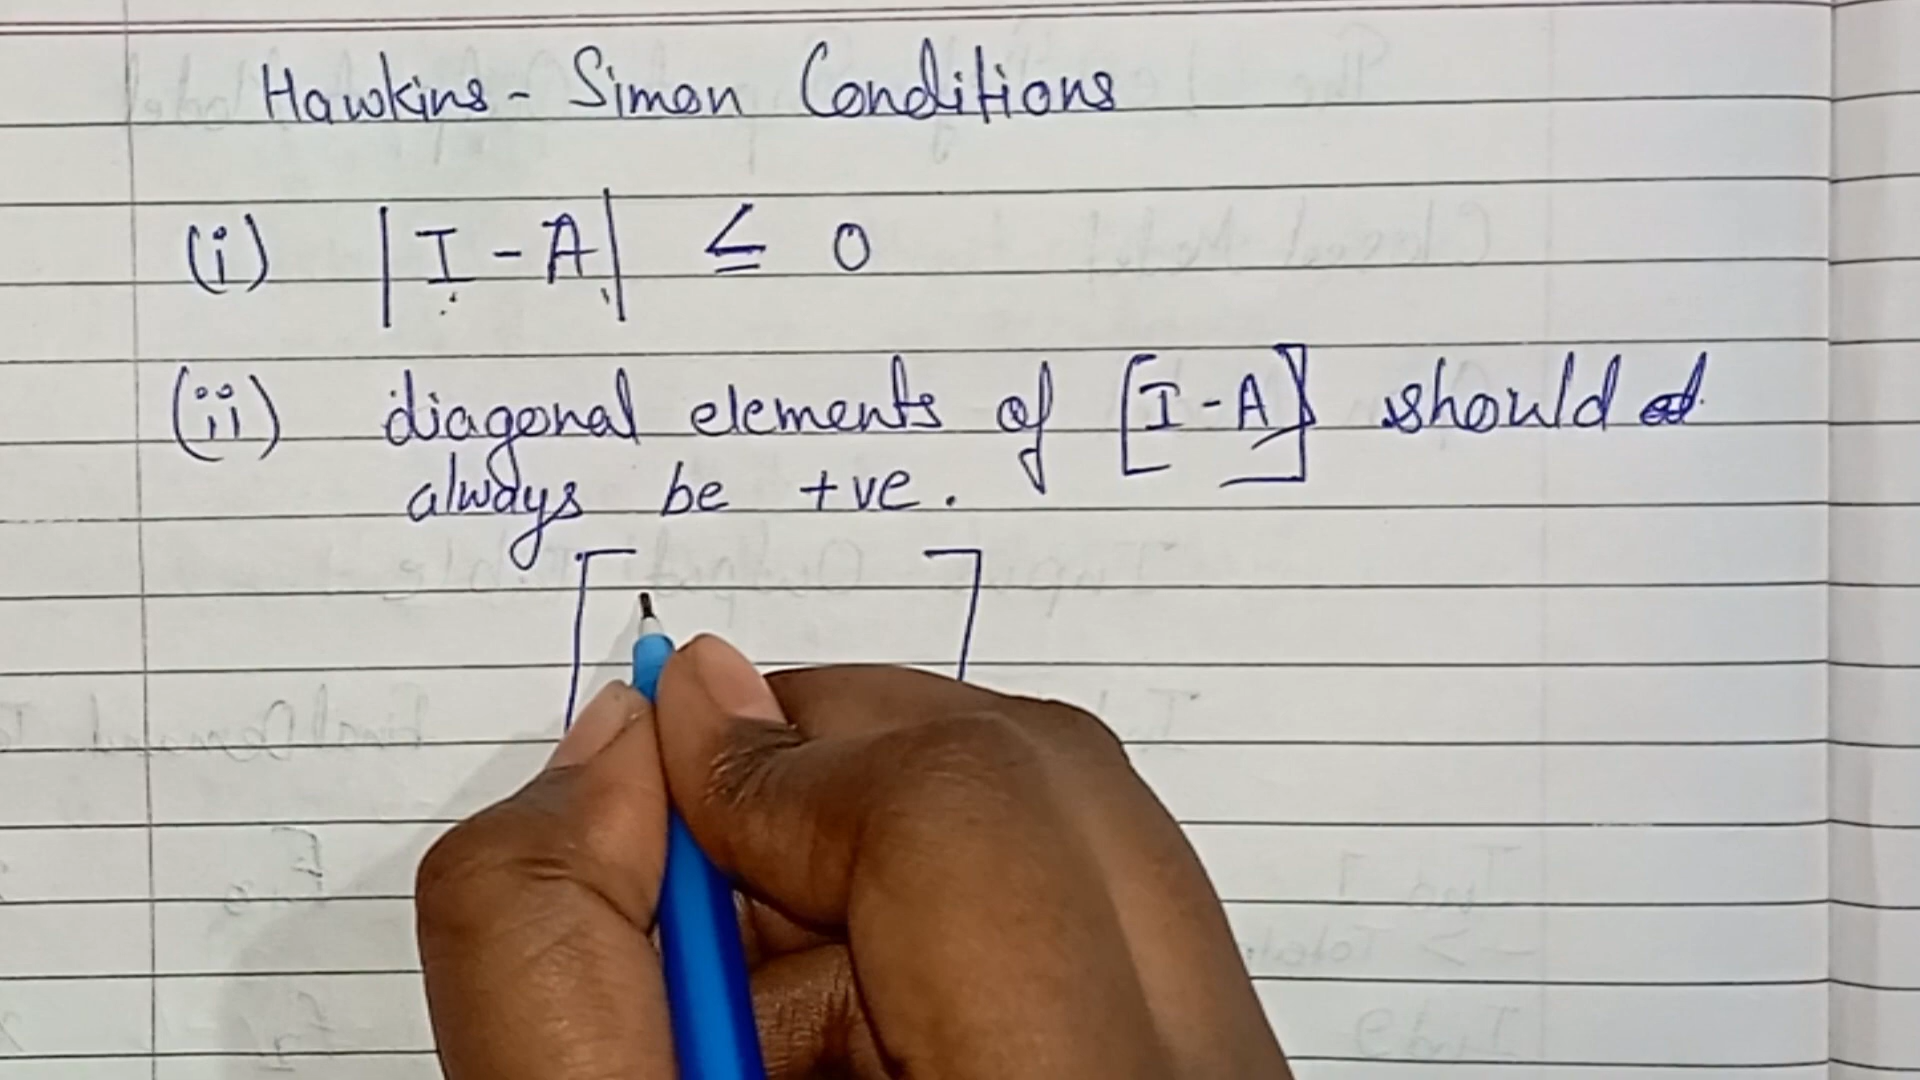 Hawkins - Simon Conditions
(i) |I - A| ≤ 0
(ii) diagonal elements of [I - A] should
always be +ve.